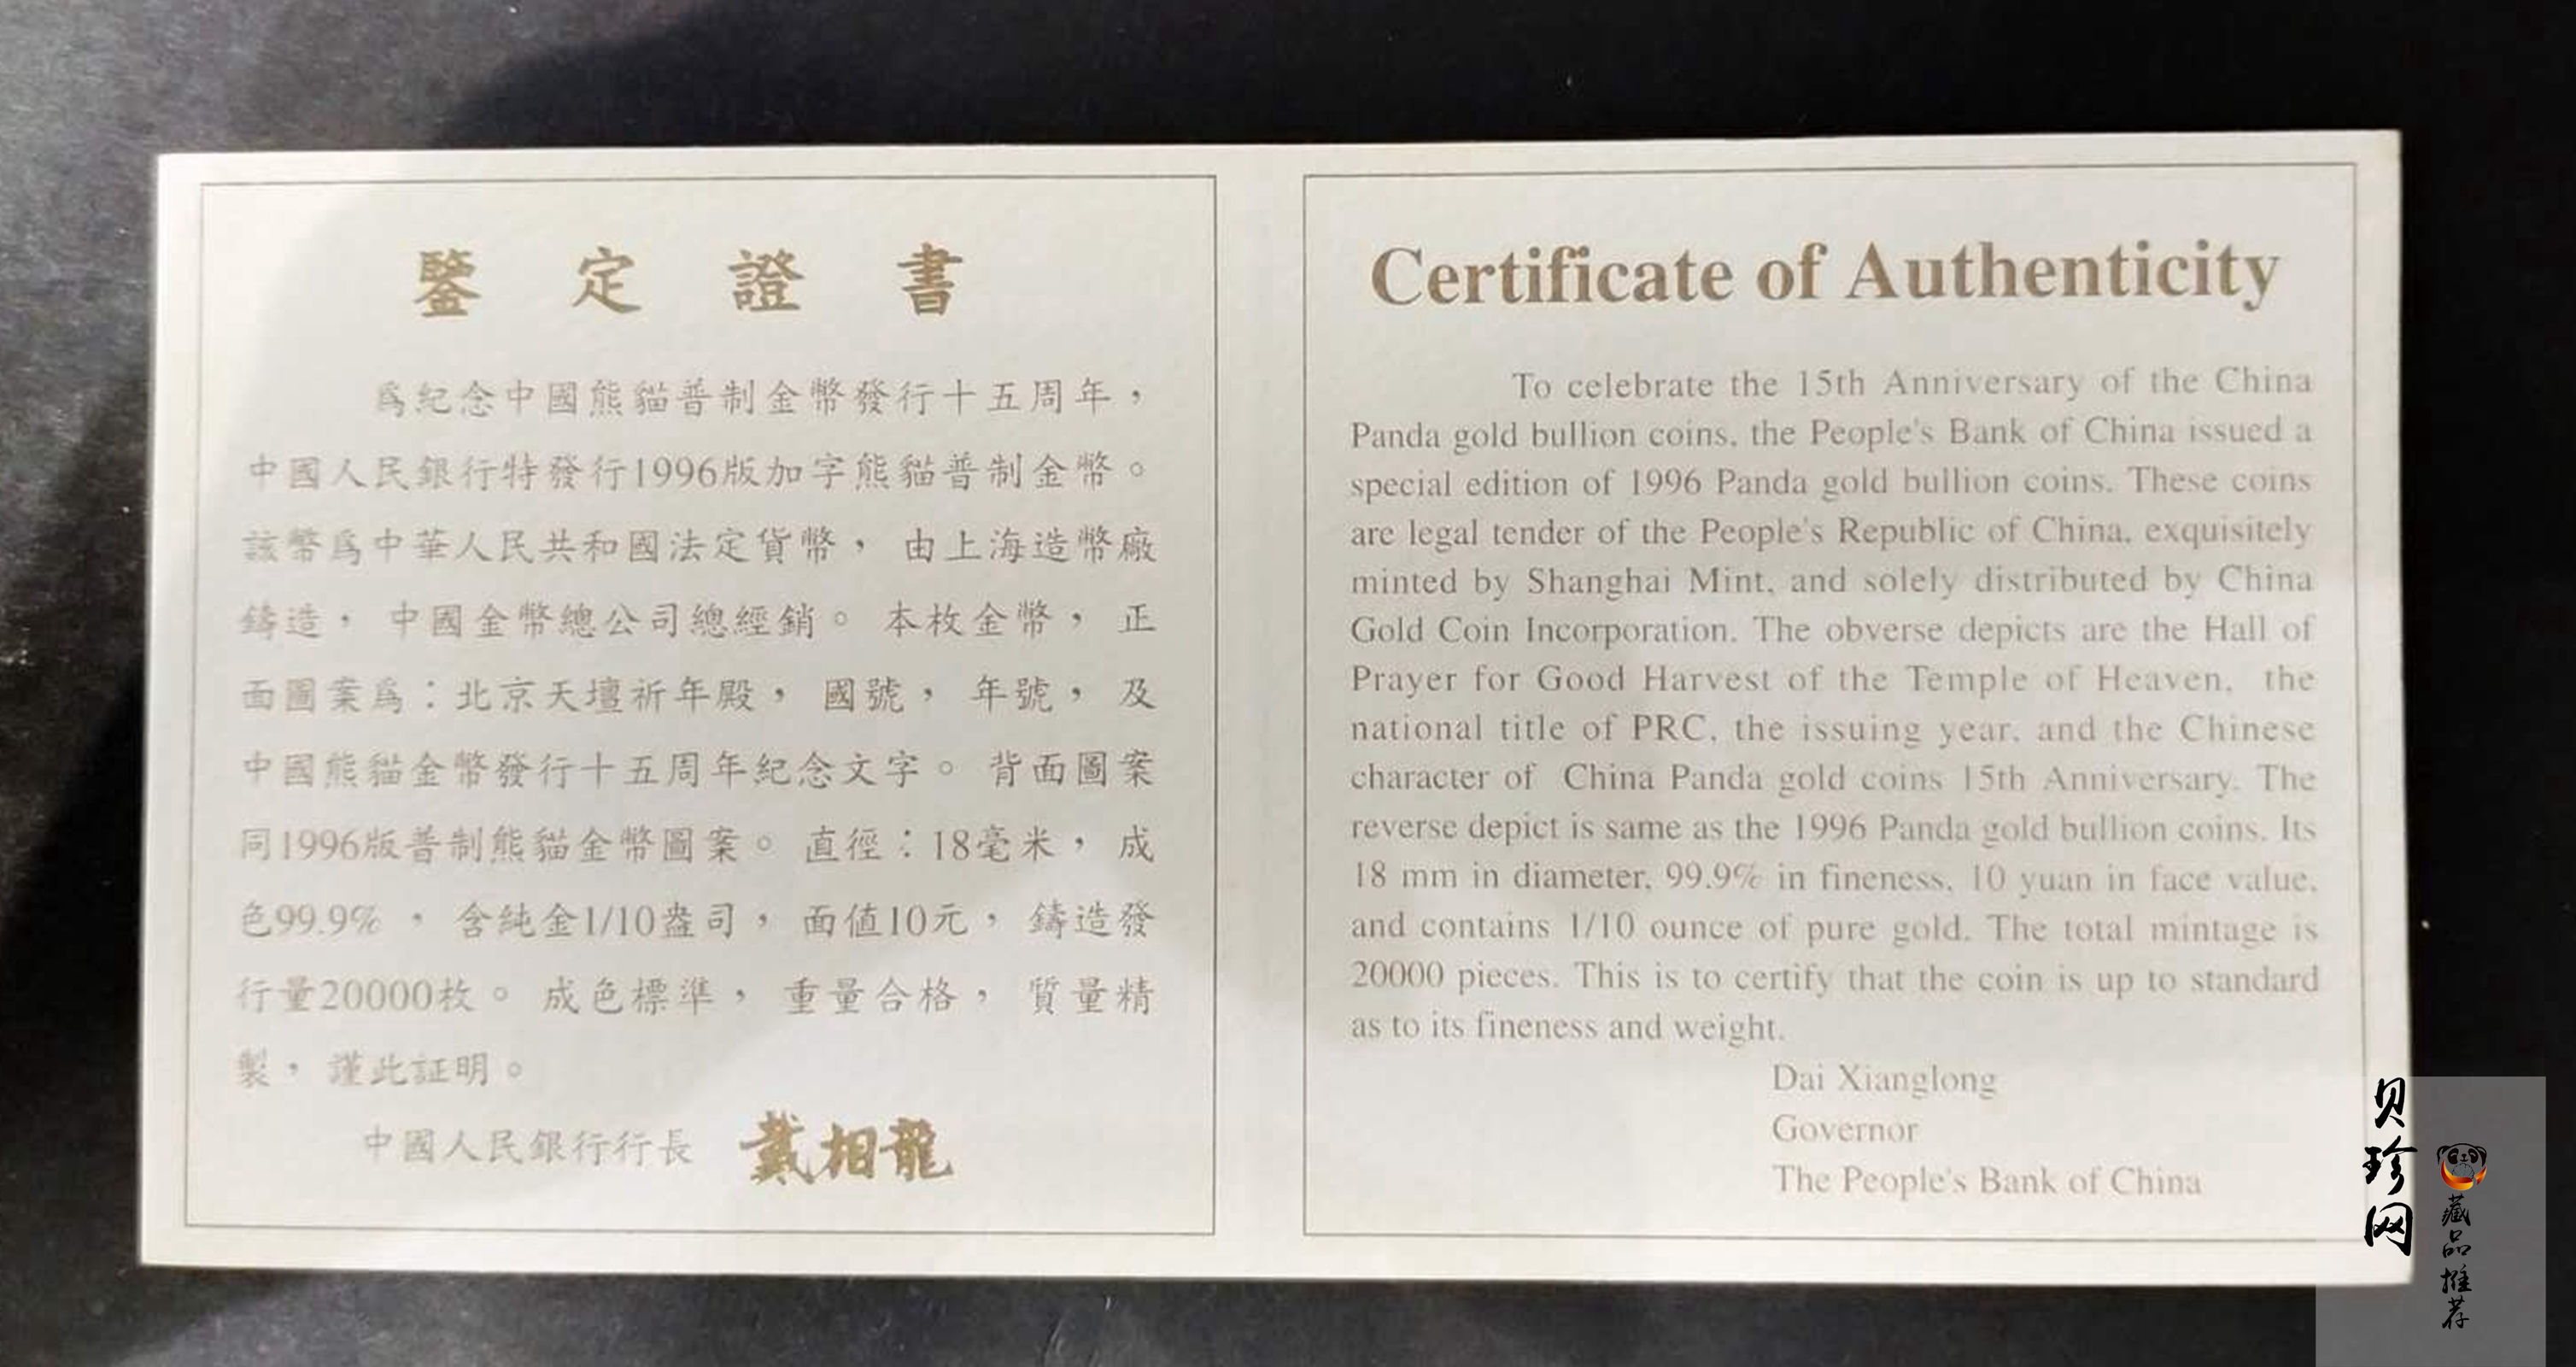 鑒定證書
爲紀念中國熊貓普制金幣發行十五周年，
中國人民銀行特發行1996版加字熊貓普制金幣。
該幣爲中華人民共和國法定貨幣， 由上海造幣廠
鑄造， 中國金幣總公司總經銷。 本枚金幣， 正
面圖案爲：北京天壇祈年殿， 國號， 年號， 及
中國熊貓金幣發行十五周年紀念文字。 背面圖案
同1996版普制熊貓金幣圖案。 直徑：18毫米， 成
色99.9%， 含純金1/10盎司， 面值10元， 鑄造發
行量20000枚。 成色標準， 重量合格， 質量精
製， 謹此証明。
中國人民銀行行長 戴相龍
Certificate of Authenticity
To celebrate the 15th Anniversary of the China
Panda gold bullion coins, the People's Bank of China issued a
special edition of 1996 Panda gold bullion coins. These coins
are legal tender of the People's Republic of China, exquisitely
minted by Shanghai Mint, and solely distributed by China
Gold Coin Incorporation. The obverse depicts are the Hall of
Prayer for Good Harvest of the Temple of Heaven, the
national title of PRC, the issuing year, and the Chinese
character of China Panda gold coins 15th Anniversary. The
reverse depict is same as the 1996 Panda gold bullion coins. Its
18 mm in diameter, 99.9% in fineness, 10 yuan in face value,
and contains 1/10 ounce of pure gold. The total mintage is
20000 pieces. This is to certify that the coin is up to standard
as to its fineness and weight.
Dai Xianglong
Governor
The People's Bank of China
贝珍网
藏品推荐